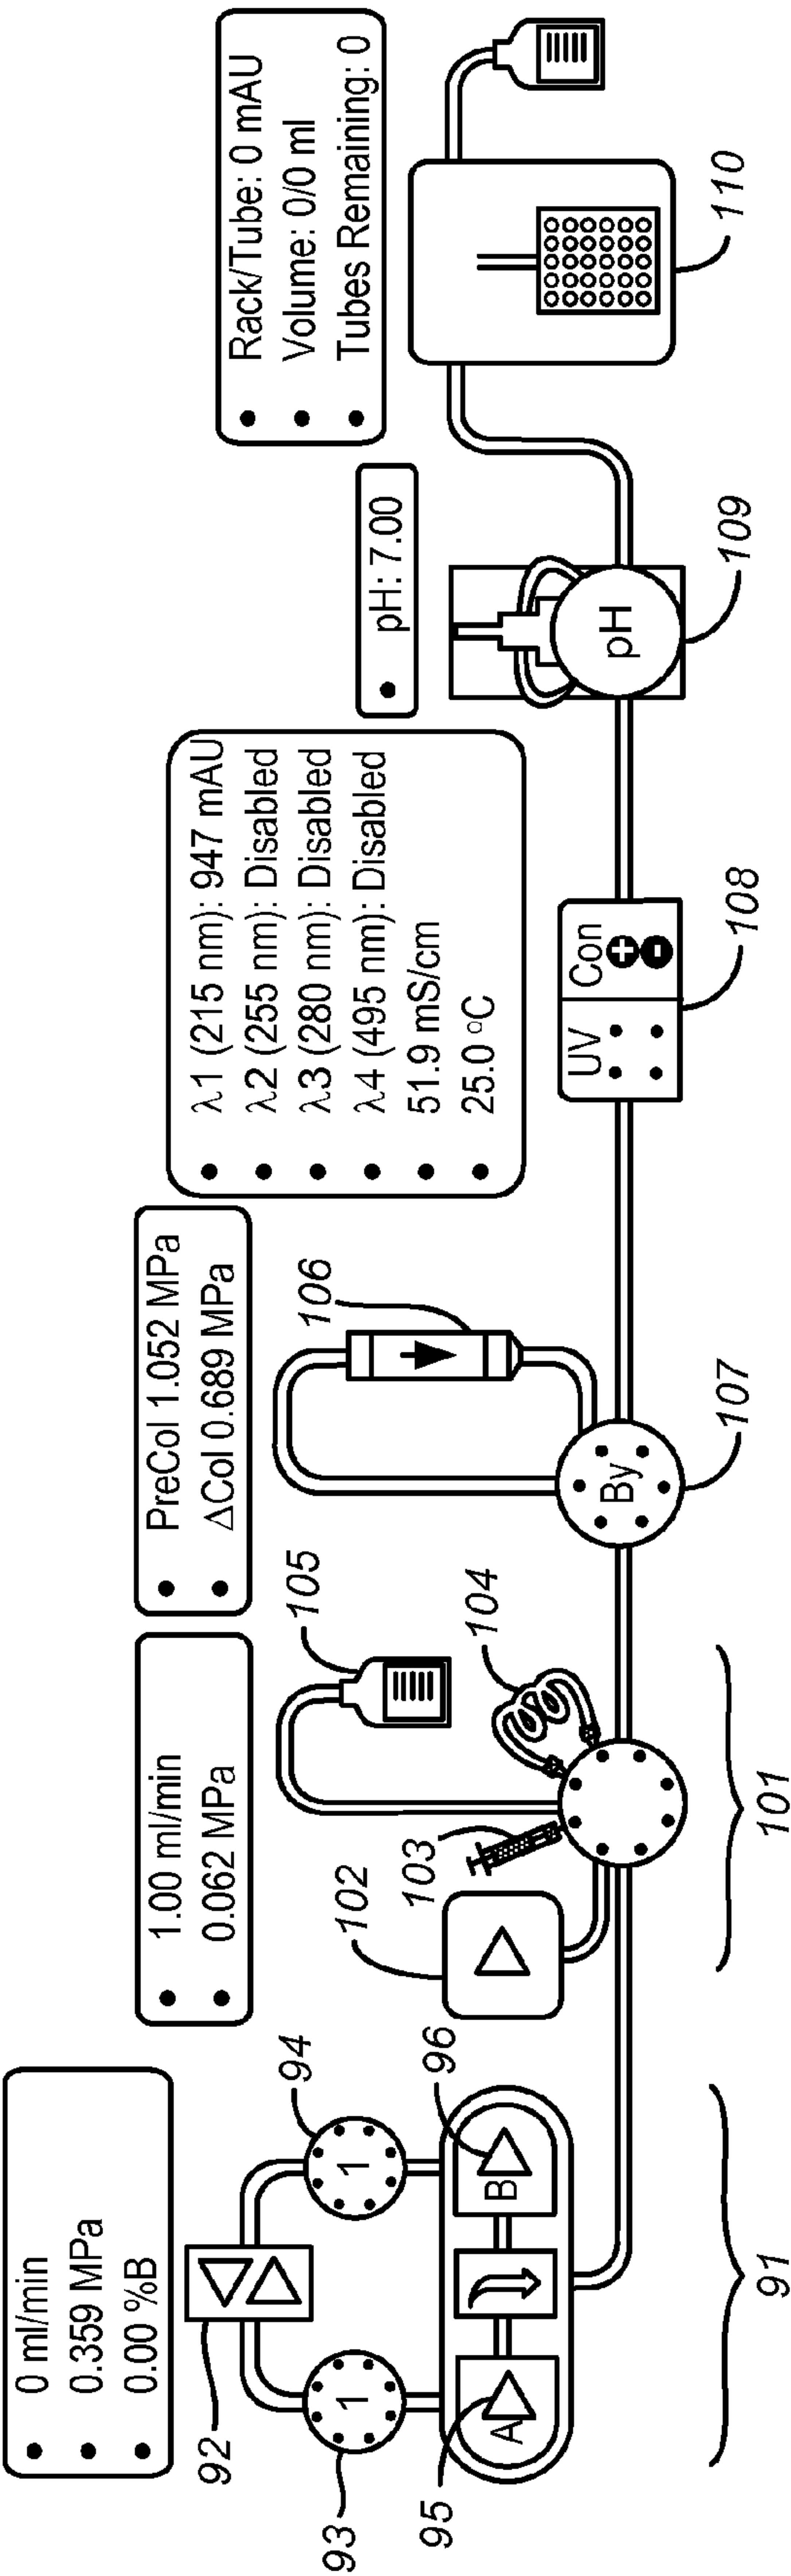 0 ml/min
0.359 MPa
0.00 %B
92
93
1
94
1
95
A
96
B
91
1.00 ml/min
0.062 MPa
102
103
104
105
101
PreCol 1.052 MPa
ΔCol 0.689 MPa
106
By
107
λ1 (215 nm): 947 mAU
λ2 (255 nm): Disabled
λ3 (280 nm): Disabled
λ4 (495 nm): Disabled
51.9 mS/cm
25.0 °C
UV
Con
108
pH: 7.00
pH
109
Rack/Tube: 0 mAU
Volume: 0/0 ml
Tubes Remaining: 0
110